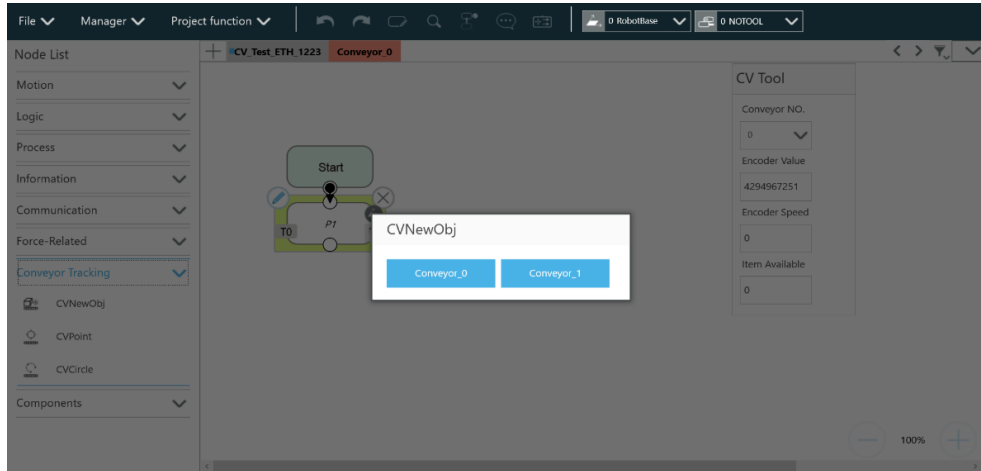 File Manager Project function 0 RobotBase 0 NOTOOL
Node List
*CV_Test_ETH_1223 Conveyor_0
Motion
Logic
Process
Information
Communication
Force-Related
Conveyor Tracking
CVNewObj
CVPoint
CVCircle
Components
Start
T0 P1
CVNewObj
Conveyor_0 Conveyor_1
CV Tool
Conveyor NO.
0
Encoder Value
4294967251
Encoder Speed
0
Item Available
0
100%